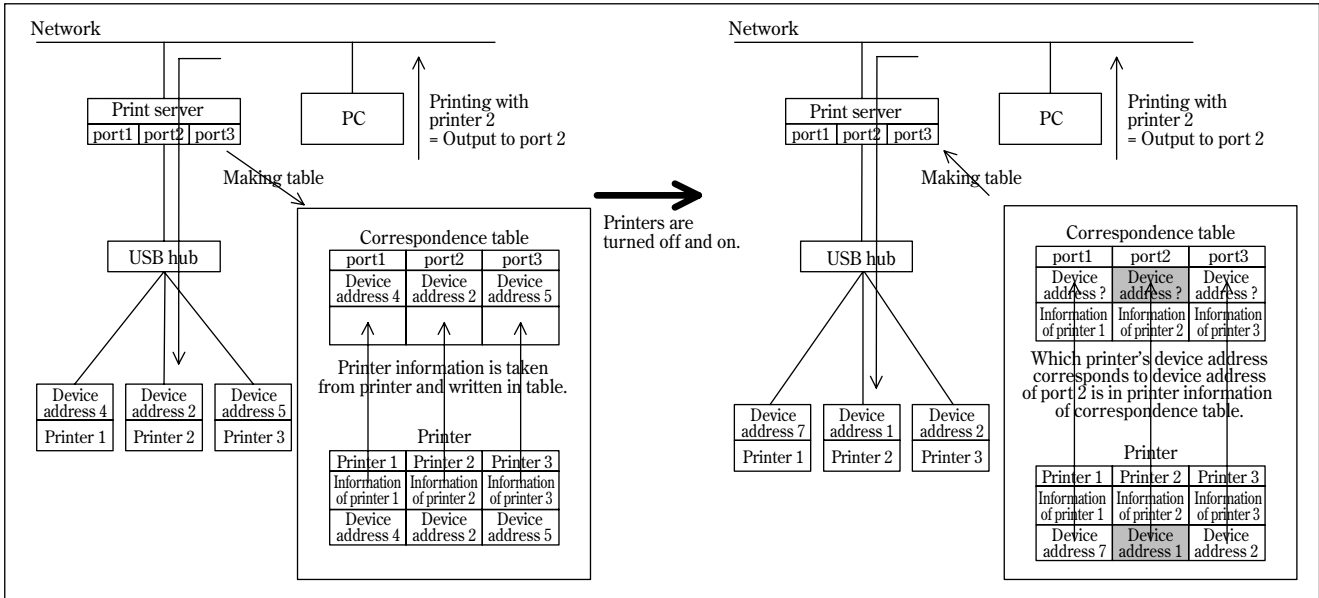 Network
Print server
port1 port2 port3
PC
Printing with
printer 2
= Output to port 2
Making table
USB hub
Device
address 4
Printer 1
Device
address 2
Printer 2
Device
address 5
Printer 3
Correspondence table
port1 port2 port3
Device
address 4
Device
address 2
Device
address 5
Printer information is taken
from printer and written in table.
Printer
Printer 1 Printer 2 Printer 3
Information
of printer 1
Information
of printer 2
Information
of printer 3
Device
address 4
Device
address 2
Device
address 5
Printers are
turned off and on.
Network
Print server
port1 port2 port3
PC
Printing with
printer 2
= Output to port 2
Making table
USB hub
Device
address 7
Printer 1
Device
address 1
Printer 2
Device
address 2
Printer 3
Correspondence table
port1 port2 port3
Device
address ?
Device
address ?
Device
address ?
Information
of printer 1
Information
of printer 2
Information
of printer 3
Which printer's device address
corresponds to device address
of port 2 is in printer information
of correspondence table.
Printer
Printer 1 Printer 2 Printer 3
Information
of printer 1
Information
of printer 2
Information
of printer 3
Device
address 7
Device
address 1
Device
address 2